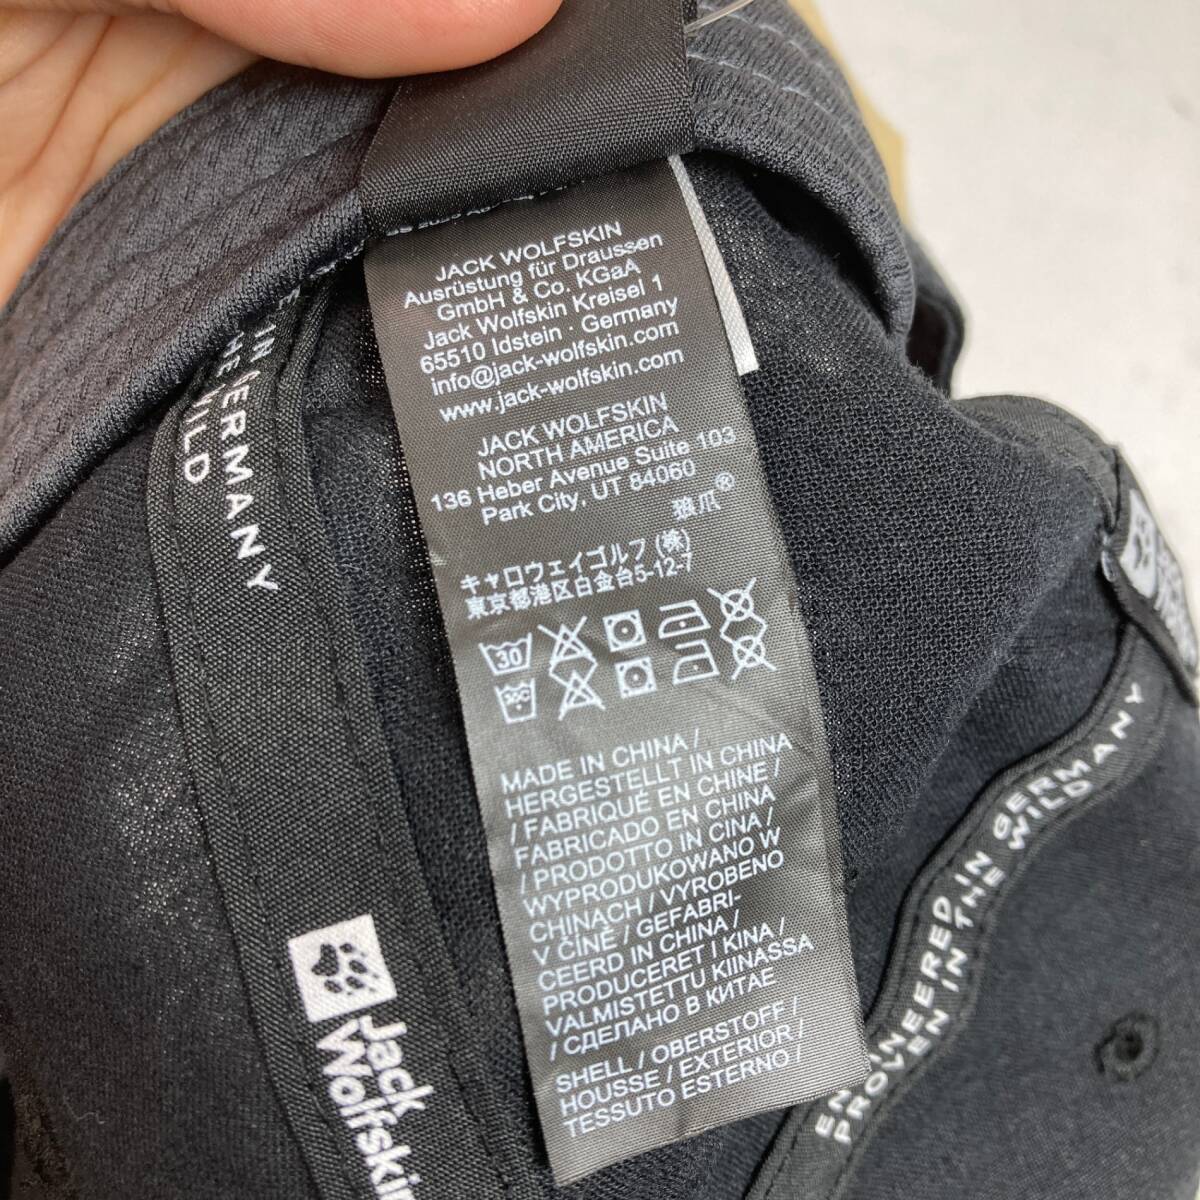 JACK WOLFSKIN
Ausrüstung für Draussen
GmbH & Co. KGaA
Jack Wolfskin Kreisel 1
65510 Idstein · Germany
info@jack-wolfskin.com
www.jack-wolfskin.com
JACK WOLFSKIN
NORTH AMERICA
136 Heber Avenue Suite 103
Park City, UT 84060
狼爪®
キャロウェイゴルフ (株)
東京都港区白金台5-12-7
30
30C
MADE IN CHINA /
HERGESTELLT IN CHINA
/ FABRIQUÉ EN CHINE /
FABRICADO EN CHINA
/ PRODOTTO IN CINA /
WYPRODUKOWANO W
CHINACH / VYROBENO
V ČÍNĚ / GEFABRI-
CEERD IN CHINA /
PRODUCERET I KINA /
VALMISTETTU KIINASSA
/ СДЕЛАНО В КИТАЕ
SHELL / OBERSTOFF /
HOUSSE / EXTERIOR /
TESSUTO ESTERNO /
GERMANY
WILD
Jack
Wolfskin
ENGINEERED IN GERMANY
PROVEN IN THE WILD